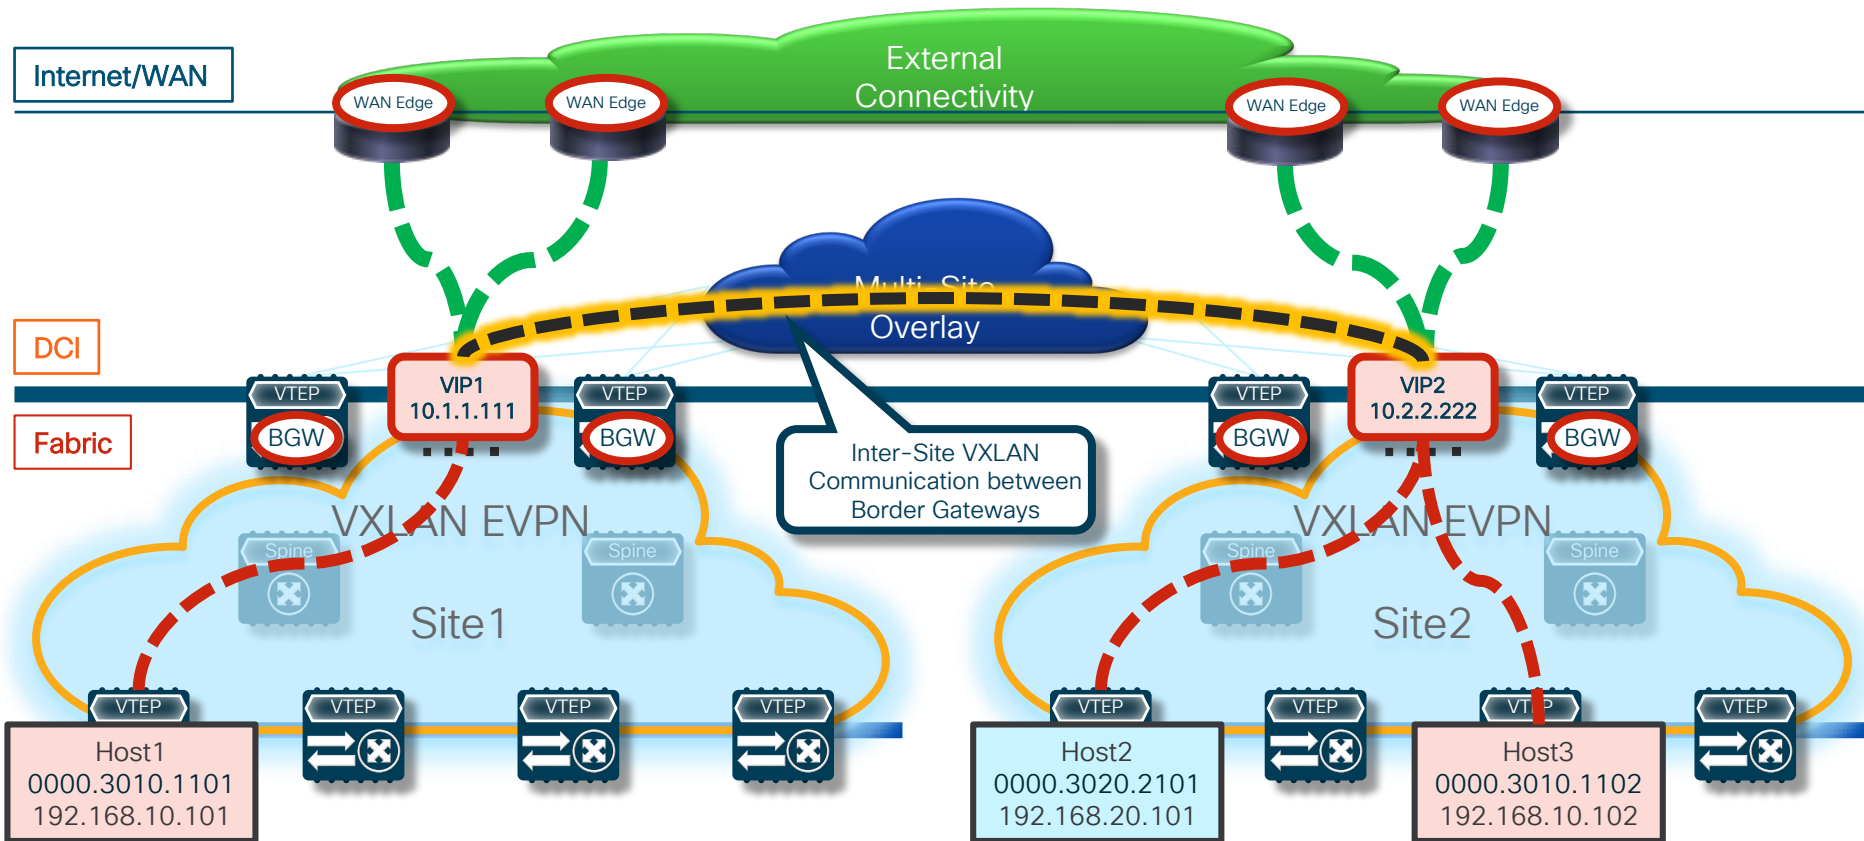 External
Connectivity
Internet/WAN
WAN Edge
WAN Edge
WAN Edge
WAN Edge
Multi-Site
Overlay
DCI
VTEP
BGW
VIP1
10.1.1.111
VTEP
BGW
VTEP
BGW
VIP2
10.2.2.222
VTEP
BGW
Fabric
Inter-Site VXLAN
Communication between
Border Gateways
VXLAN EVPN
Spine
Spine
Site1
VXLAN EVPN
Spine
Spine
Site2
VTEP
VTEP
VTEP
VTEP
VTEP
VTEP
VTEP
VTEP
Host1
0000.3010.1101
192.168.10.101
Host2
0000.3020.2101
192.168.20.101
Host3
0000.3010.1102
192.168.10.102